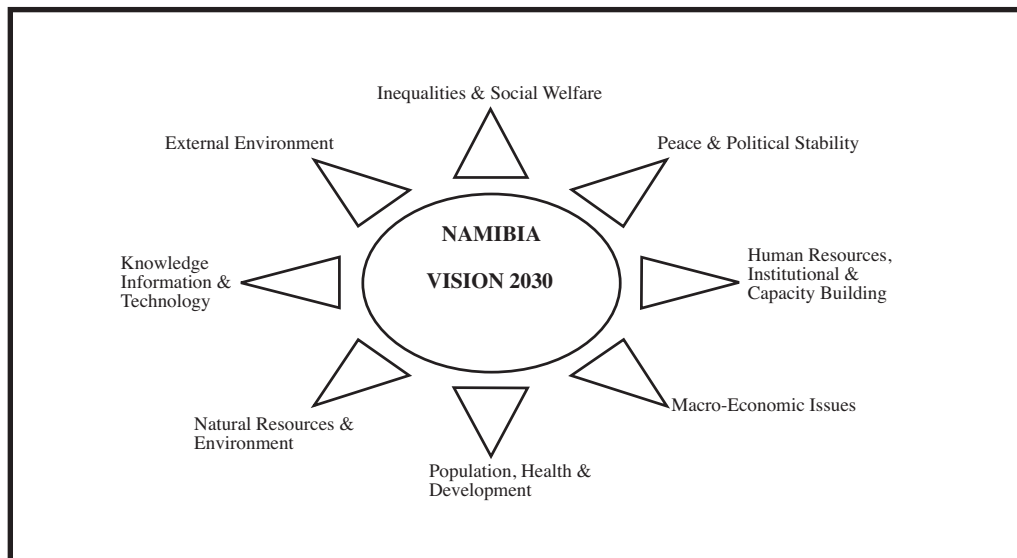 Inequalities & Social Welfare
External Environment
Peace & Political Stability
NAMIBIA
VISION 2030
Knowledge
Information &
Technology
Human Resources,
Institutional &
Capacity Building
Natural Resources &
Environment
Macro-Economic Issues
Population, Health &
Development